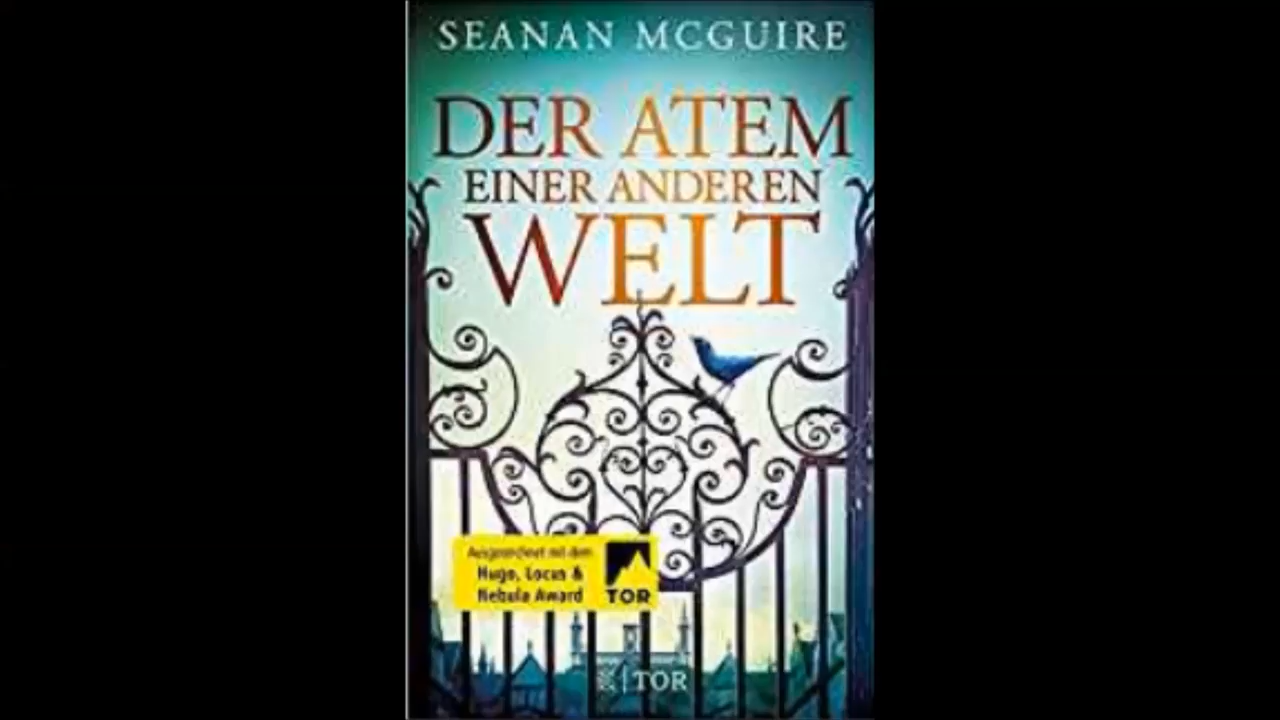 SEANAN MCGUIRE
DER ATEM
EINER ANDEREN
WELT
Ausgezeichnet mit dem
Hugo, Locus &
Nebula Award
TOR
TOR